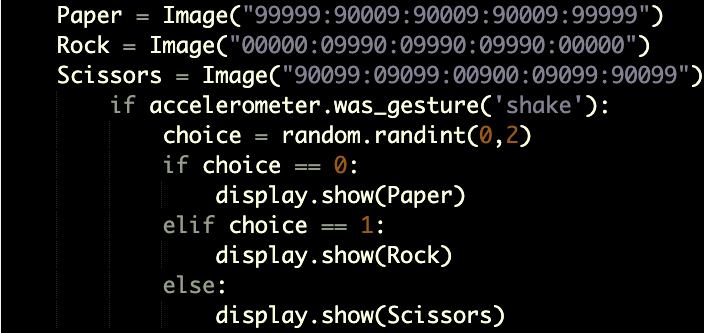 Paper = Image("99999:90009:90009:90009:99999")
Rock = Image("00000:09990:09990:09990:00000")
Scissors = Image("90099:09099:00900:09099:90099")
if accelerometer.was_gesture('shake'):
choice = random.randint(0,2)
if choice == 0:
display.show(Paper)
elif choice == 1:
display.show(Rock)
else:
display.show(Scissors)